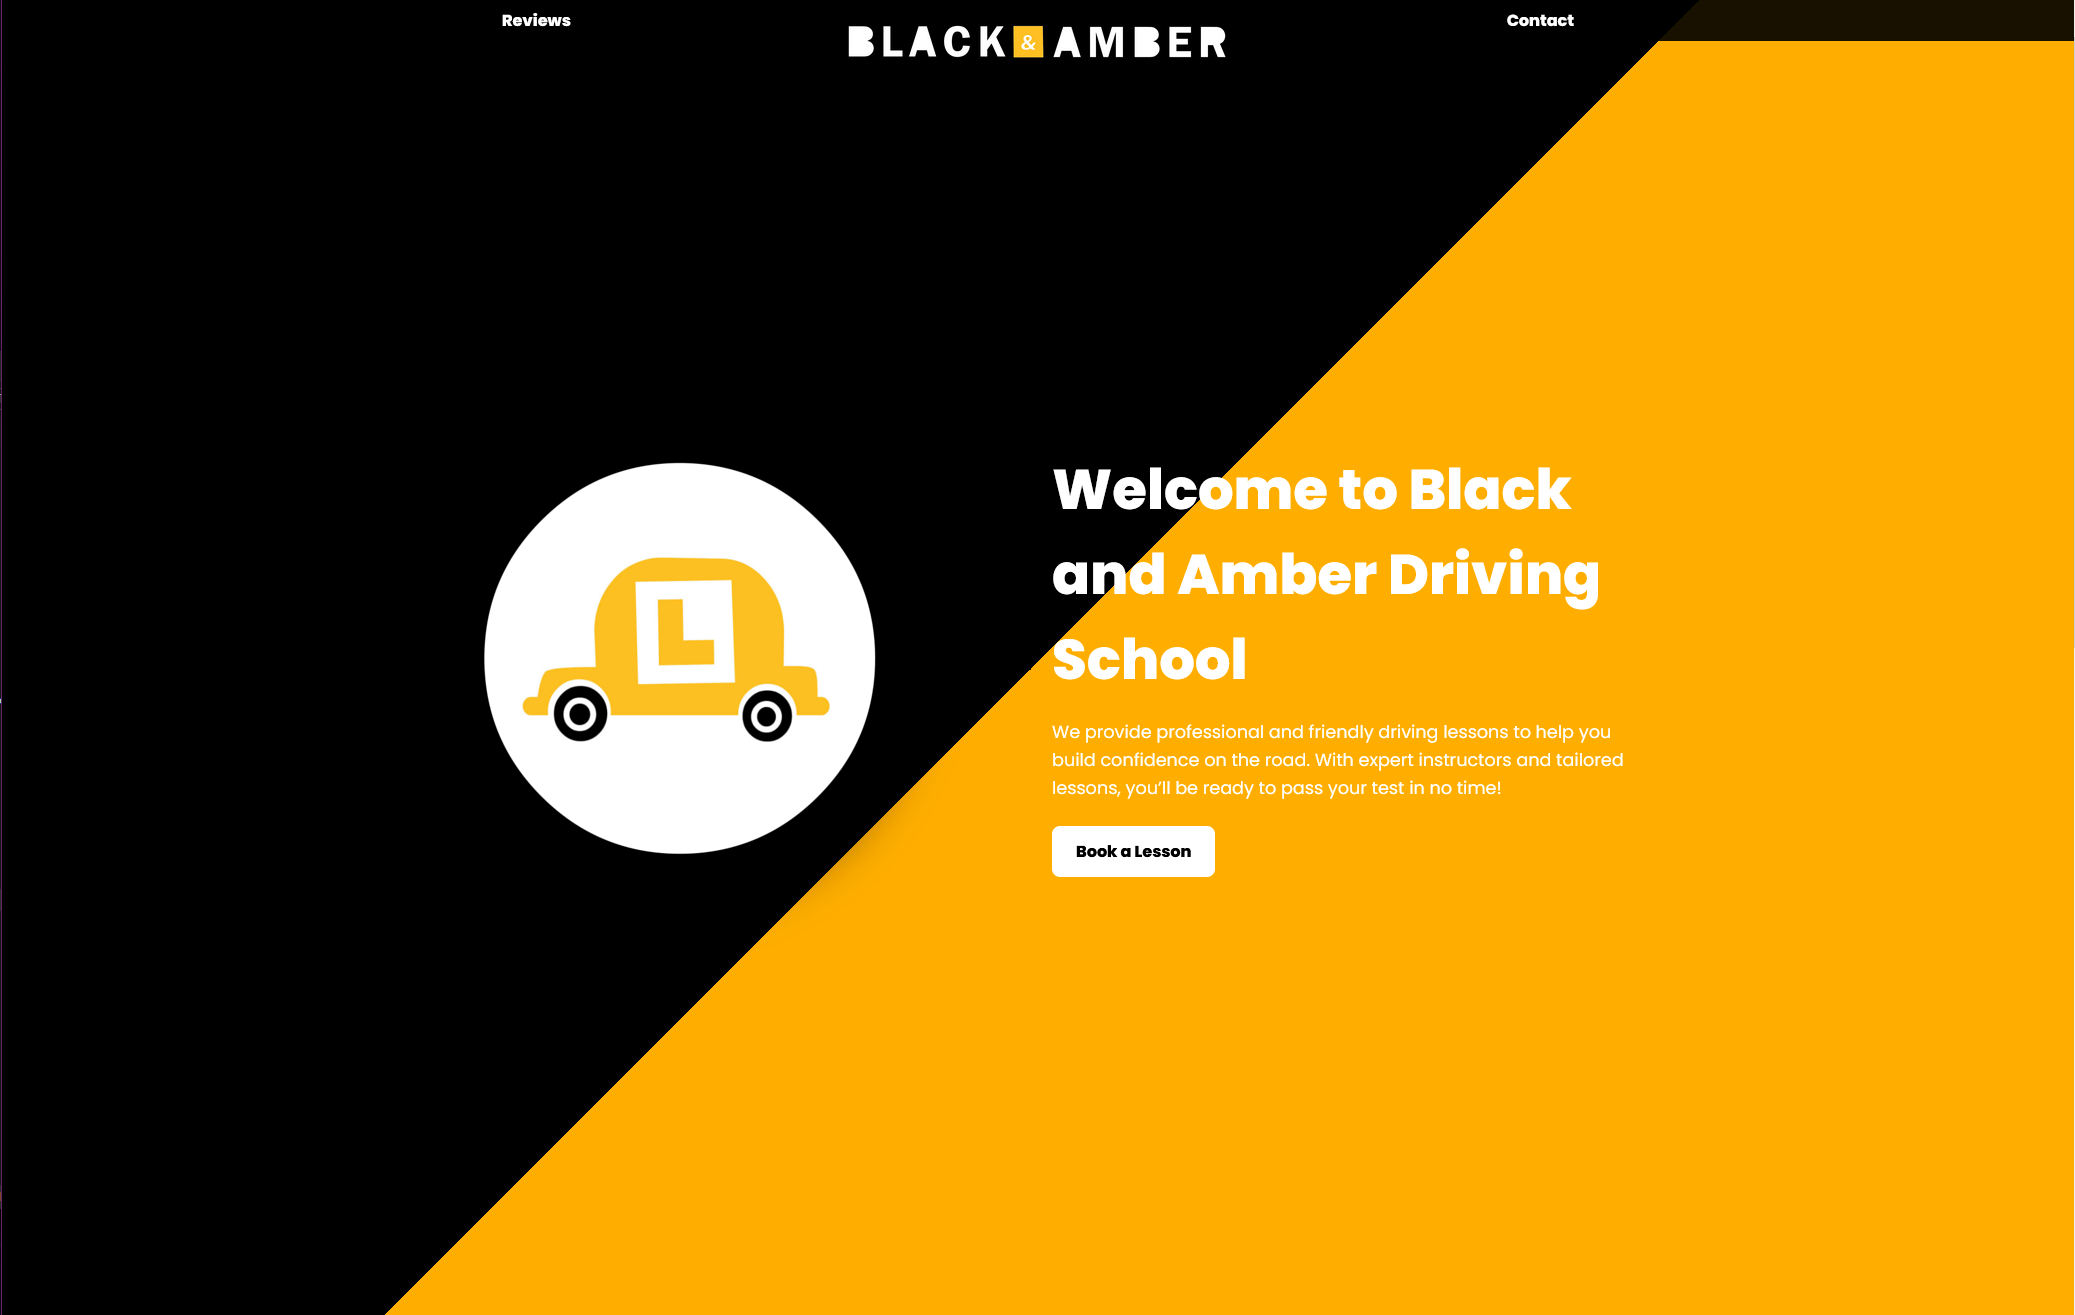 Reviews
BLACK & AMBER
Contact
L
Welcome to Black
and Amber Driving
School
We provide professional and friendly driving lessons to help you
build confidence on the road. With expert instructors and tailored
lessons, you’ll be ready to pass your test in no time!
Book a Lesson